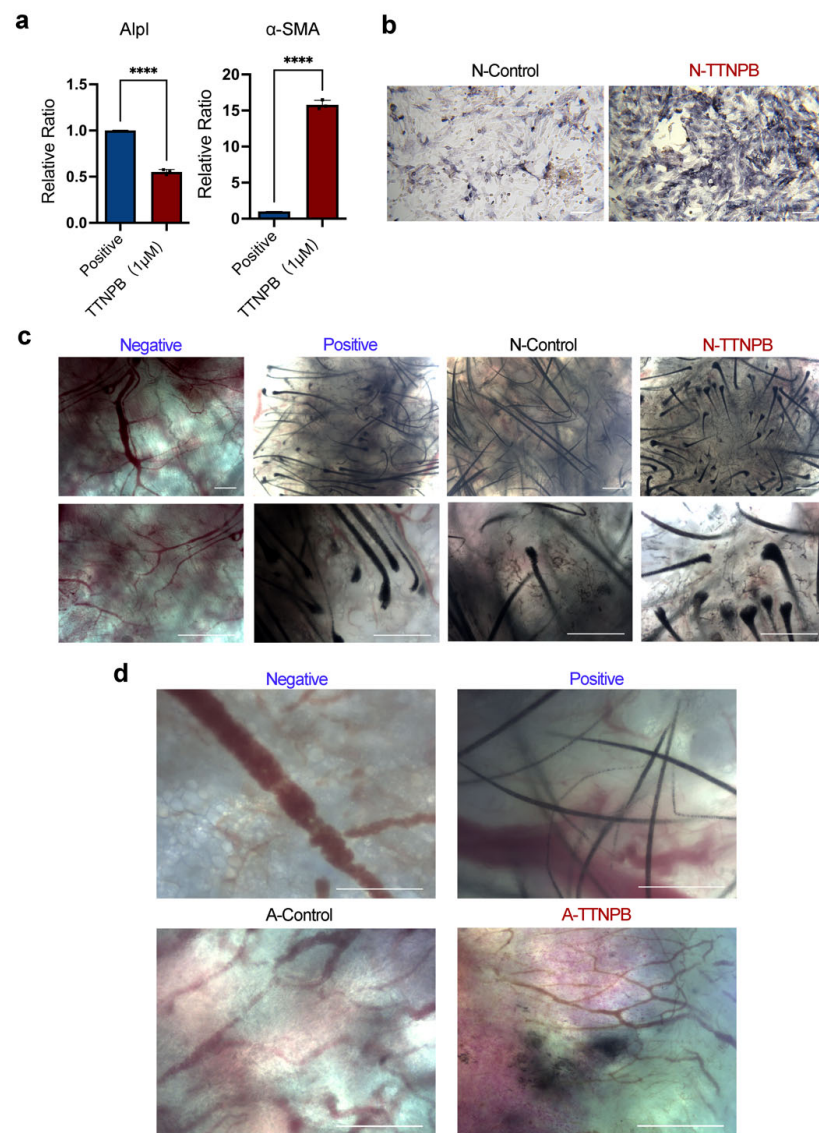 a
Alpl
α-SMA
****
****
Relative Ratio
1.5
1.0
0.5
0.0
Positive
TTNPB (1μM)
Relative Ratio
20
15
10
5
0
Positive
TTNPB (1μM)
b
N-Control
N-TTNPB
c
Negative
Positive
N-Control
N-TTNPB
d
Negative
Positive
A-Control
A-TTNPB